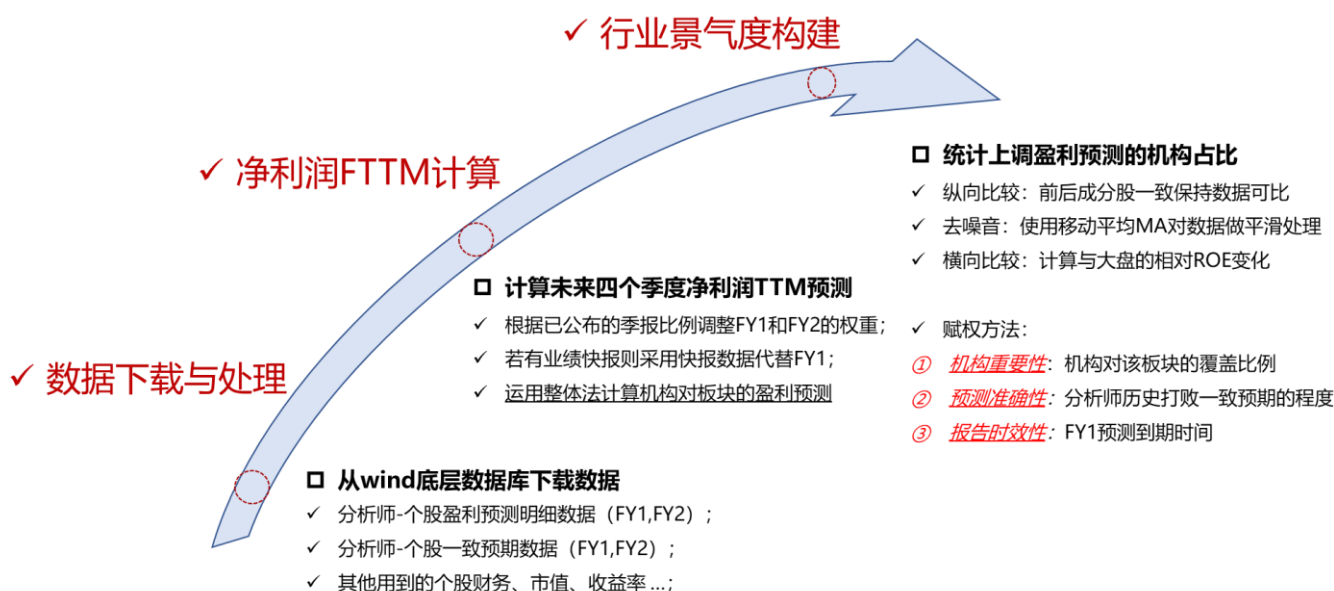 ✓ 行业景气度构建
✓ 净利润FTTM计算
✓ 数据下载与处理
□ 统计上调盈利预测的机构占比
✓ 纵向比较：前后成分股一致保持数据可比
✓ 去噪音：使用移动平均MA对数据做平滑处理
✓ 横向比较：计算与大盘的相对ROE变化
✓ 赋权方法：
① 机构重要性：机构对该板块的覆盖比例
② 预测准确性：分析师历史打败一致预期的程度
③ 报告时效性：FY1预测到期时间
□ 计算未来四个季度净利润TTM预测
✓ 根据已公布的季报比例调整FY1和FY2的权重；
✓ 若有业绩快报则采用快报数据代替FY1；
✓ 运用整体法计算机构对板块的盈利预测
□ 从wind底层数据库下载数据
✓ 分析师-个股盈利预测明细数据（FY1,FY2）；
✓ 分析师-个股一致预期数据（FY1,FY2）；
✓ 其他用到的个股财务、市值、收益率…；